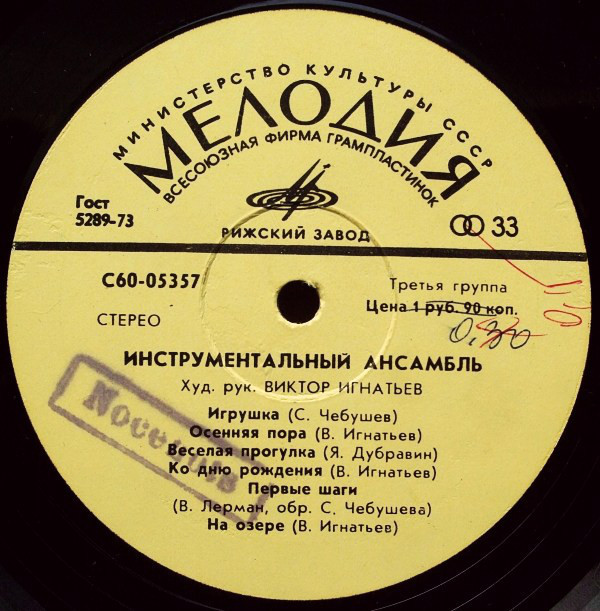 МИНИСТЕРСТВО КУЛЬТУРЫ СССР
МЕЛОДИЯ
ВСЕСОЮЗНАЯ ФИРМА ГРАМПЛАСТИНОК
Гост
5289-73
33
РИЖСКИЙ ЗАВОД
С60-05357
Третья группа
Цена 1 руб. 90 коп.
СТЕРЕО
ИНСТРУМЕНТАЛЬНЫЙ АНСАМБЛЬ
Худ. рук. ВИКТОР ИГНАТЬЕВ
Игрушка (С. Чебушев)
Осенняя пора (В. Игнатьев)
Веселая прогулка (Я. Дубравин)
Ко дню рождения (В. Игнатьев)
Первые шаги
(В. Лерман, обр. С. Чебушева)
На озере (В. Игнатьев)